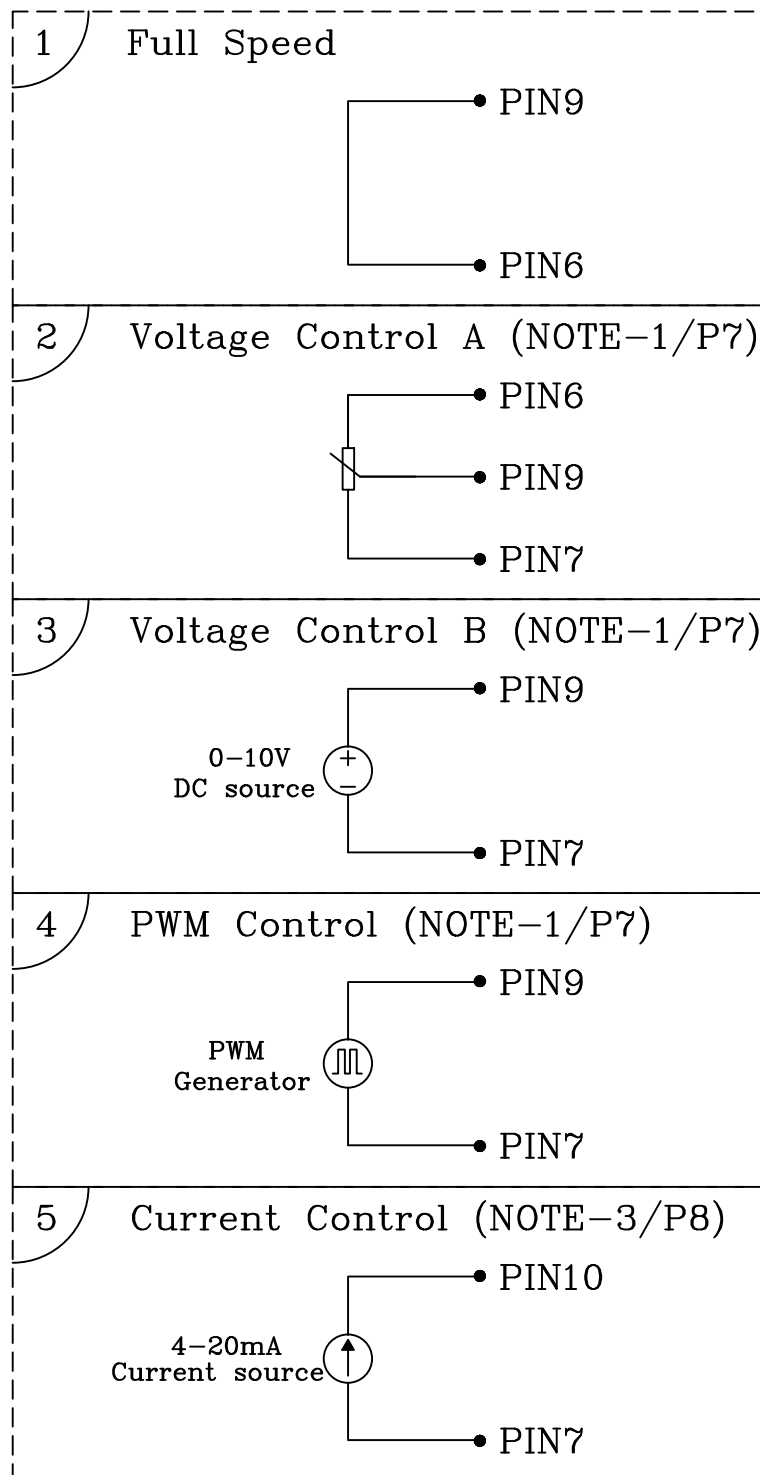 1 Full Speed
PIN9
PIN6
2 Voltage Control A (NOTE-1/P7)
PIN6
PIN9
PIN7
3 Voltage Control B (NOTE-1/P7)
PIN9
0-10V
+
DC source
−
PIN7
4 PWM Control (NOTE-1/P7)
PIN9
PWM
Generator
PIN7
5 Current Control (NOTE-3/P8)
PIN10
4-20mA
Current source
PIN7